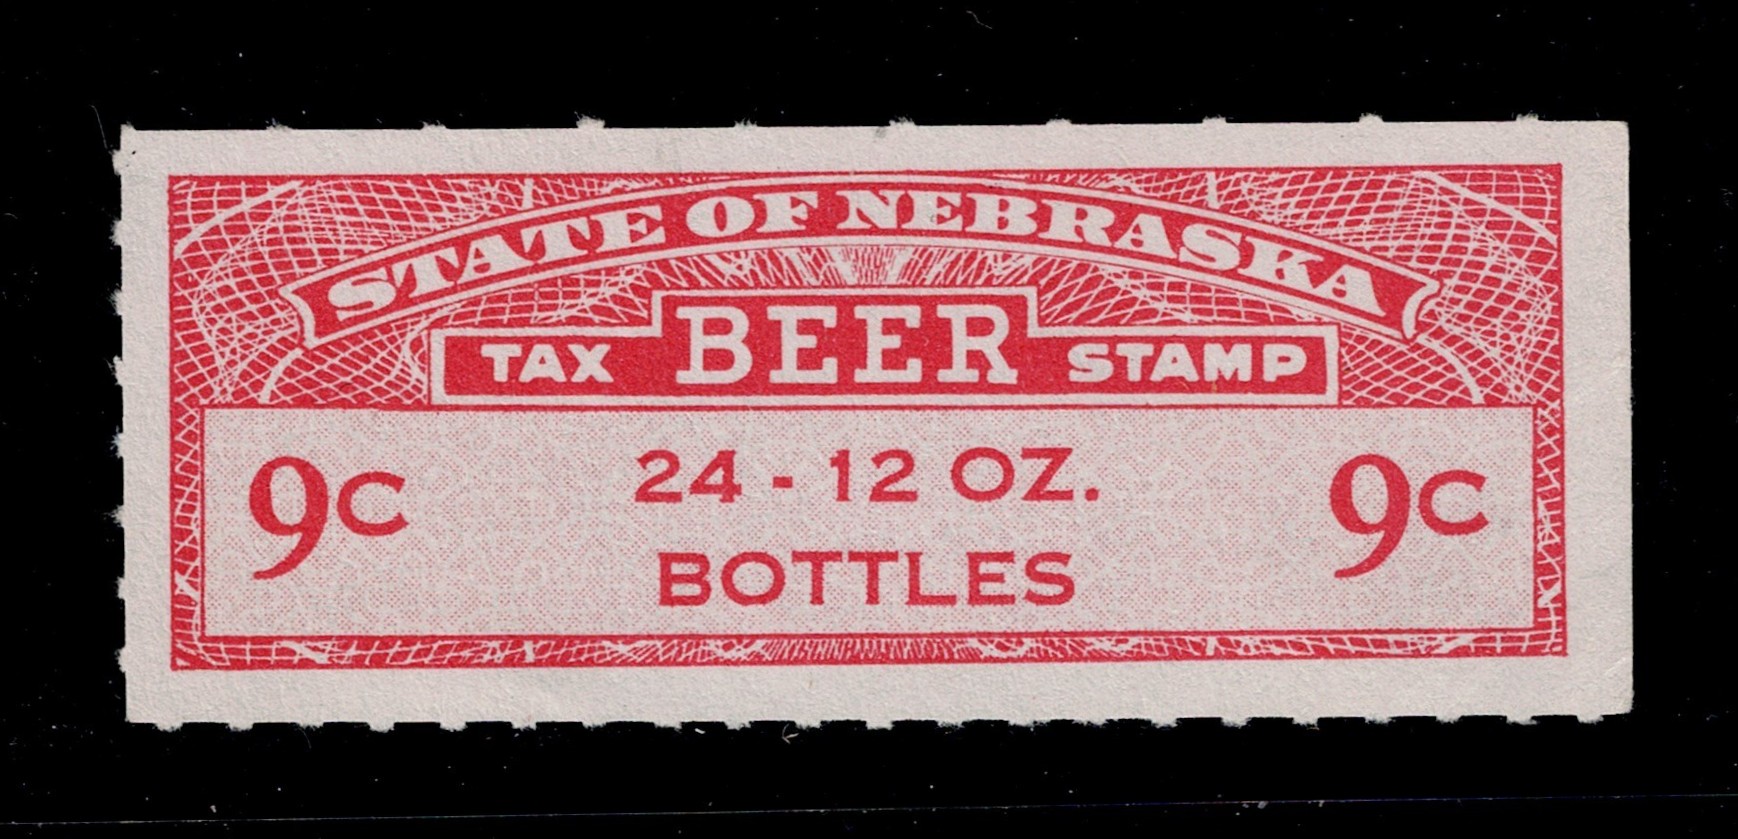 STATE OF NEBRASKA
TAX BEER STAMP
24 - 12 OZ.
9c 9c
BOTTLES